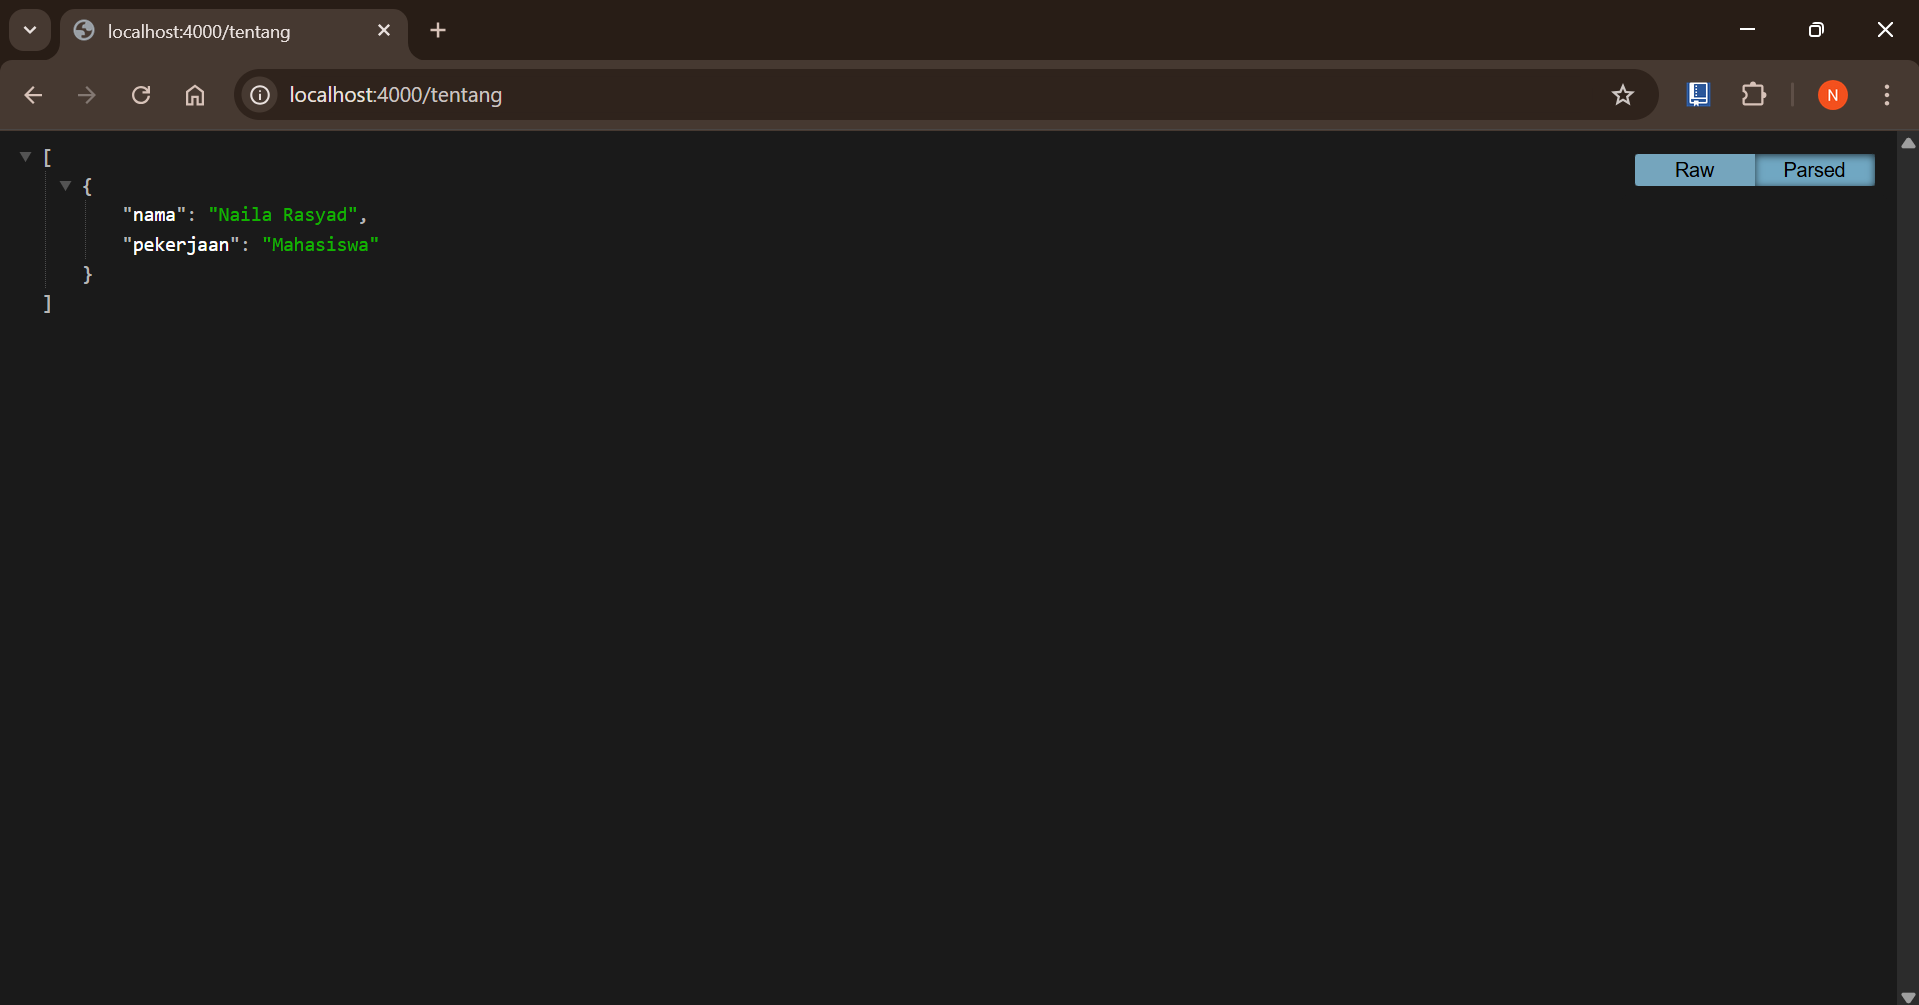 localhost:4000/tentang
localhost:4000/tentang
N
[
Raw Parsed
{
"nama": "Naila Rasyad",
"pekerjaan": "Mahasiswa"
}
]